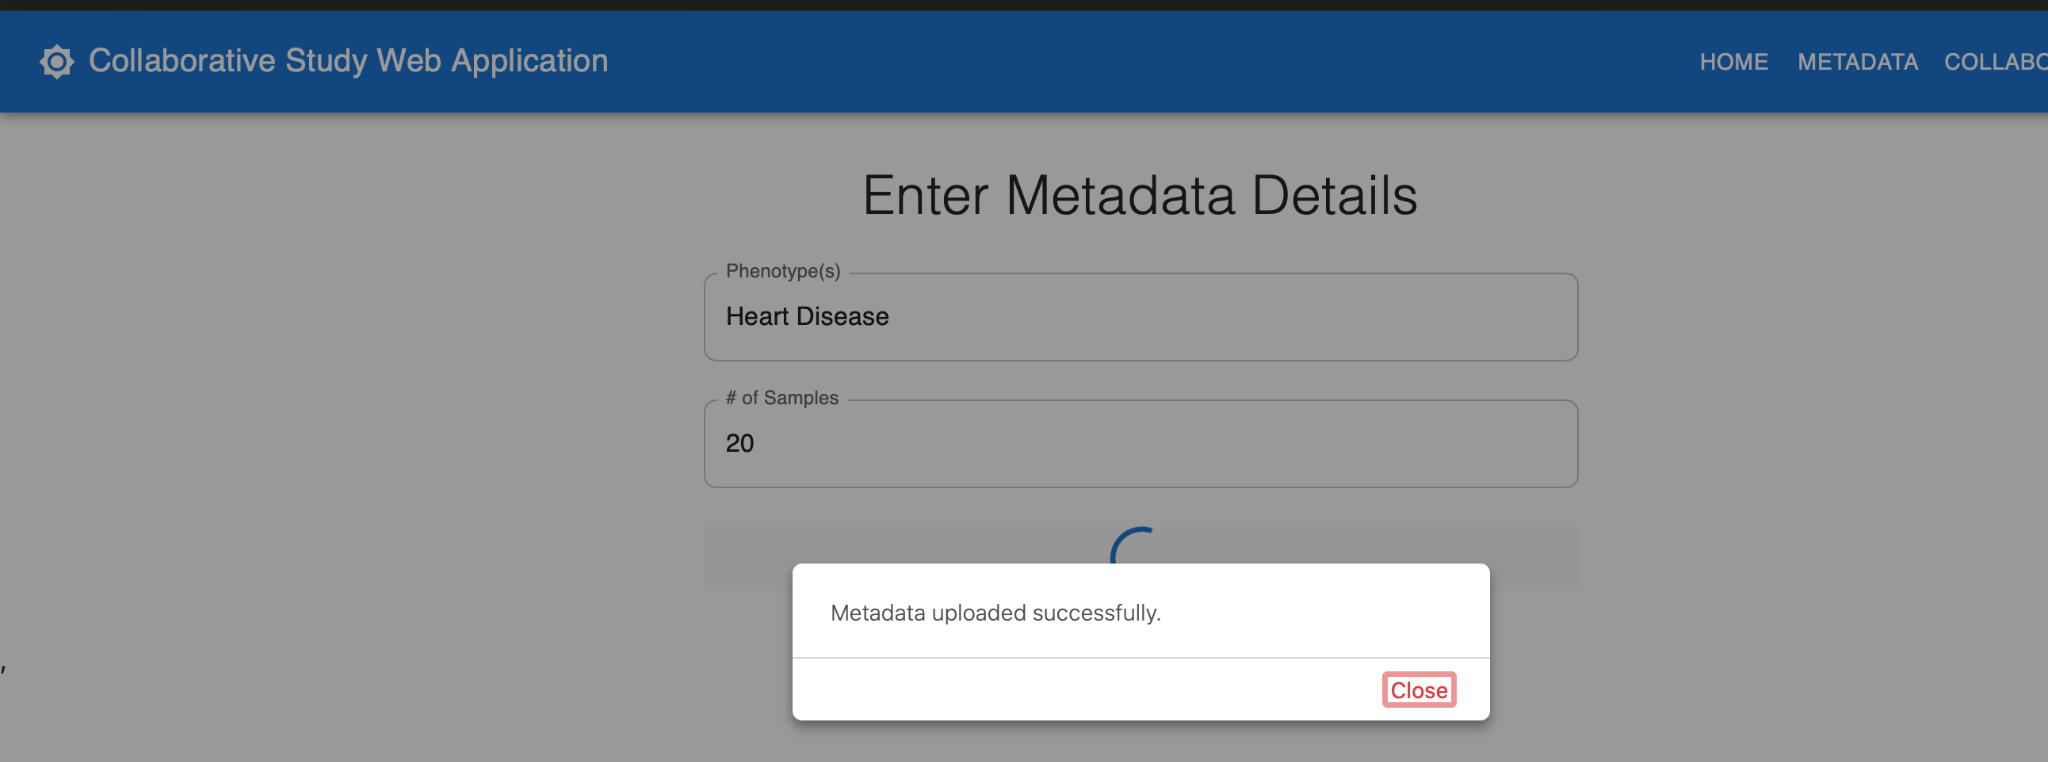 Collaborative Study Web Application
HOME METADATA COLLABO
Enter Metadata Details
Phenotype(s)
Heart Disease
# of Samples
20
Metadata uploaded successfully.
,
Close